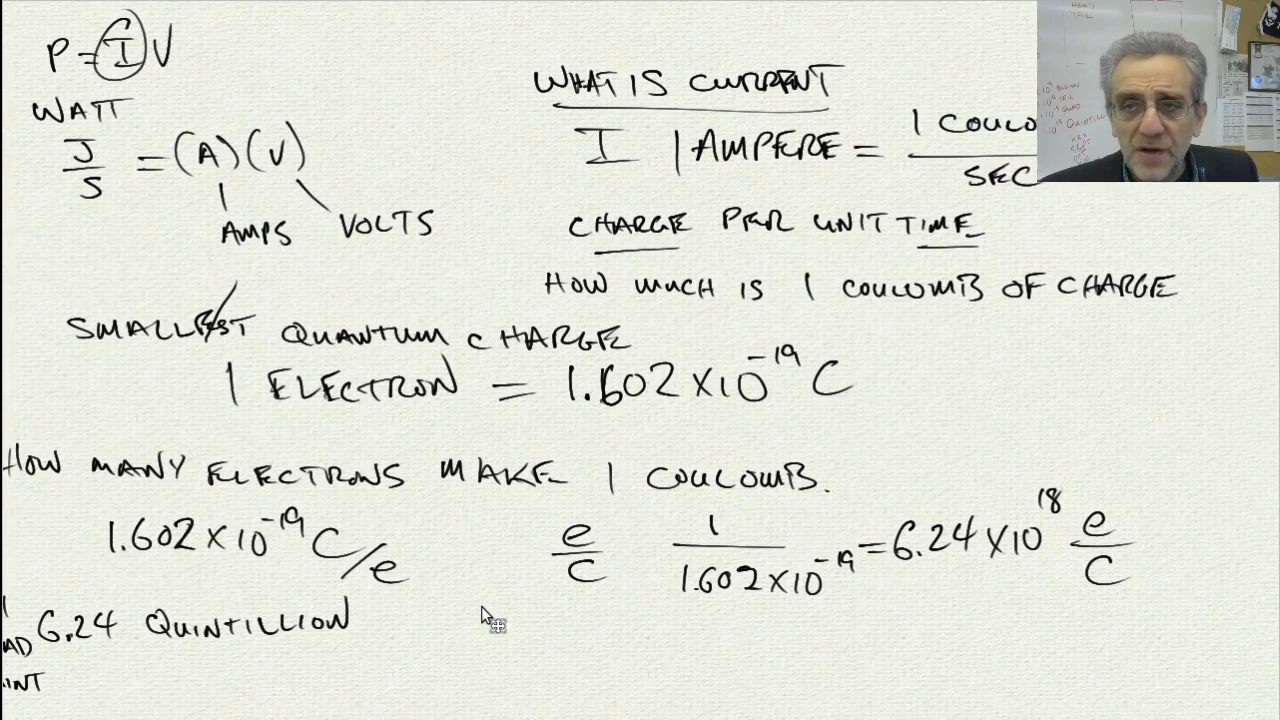 P = I V
WATT
J/S = (A)(V)
AMPS VOLTS
WHAT IS CURRENT
I 1 AMPERE = 1 COULO / SEC
CHARGE PER UNIT TIME
HOW MUCH IS 1 COULOMB OF CHARGE
SMALLEST QUANTUM CHARGE
1 ELECTRON = 1.602 X 10^-19 C
HOW MANY ELECTRONS MAKE 1 COULOMB.
1.602 X 10^-19 C/e e/C 1/1.602 X 10^-19 = 6.24 X 10^18 e/C
6.24 QUINTILLION